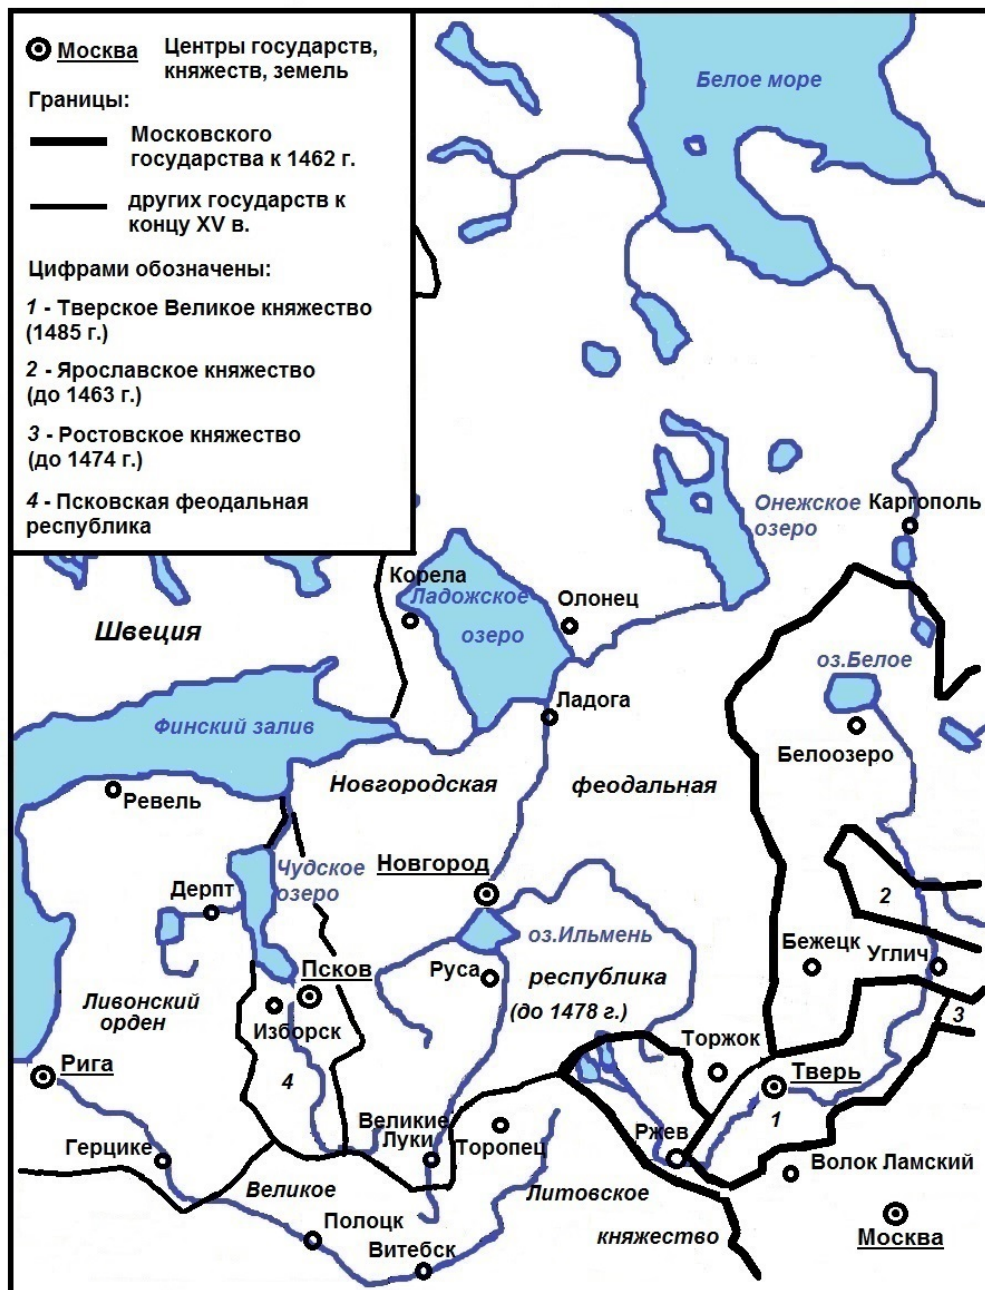 Москва
Центры государств,
княжеств, земель
Границы:
Московского
государства к 1462 г.
других государств к
концу XV в.
Цифрами обозначены:
1 - Тверское Великое княжество
(1485 г.)
2 - Ярославское княжество
(до 1463 г.)
3 - Ростовское княжество
(до 1474 г.)
4 - Псковская феодальная
республика
Белое море
Онежское
озеро
Каргополь
Корела
Ладожское
озеро
Олонец
Швеция
оз.Белое
Ладога
Финский залив
Белоозеро
Новгородская
феодальная
Ревель
Новгород
Чудское
озеро
Дерпт
2
оз.Ильмень
Бежецк
Углич
Псков
Руса
республика
(до 1478 г.)
Ливонский
орден
Изборск
3
Торжок
Рига
4
Тверь
1
Великие
Луки
Торопец
Ржев
Герцике
Волок Ламский
Великое
Литовское
княжество
Полоцк
Витебск
Москва